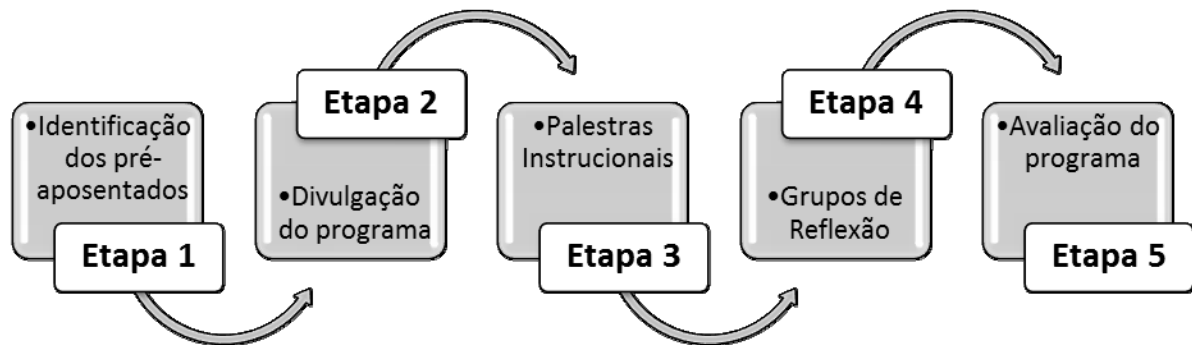 •Identificação
dos pré-
aposentados
Etapa 1
Etapa 2
•Divulgação
do programa
•Palestras
Instrucionais
Etapa 3
Etapa 4
•Grupos de
Reflexão
•Avaliação do
programa
Etapa 5